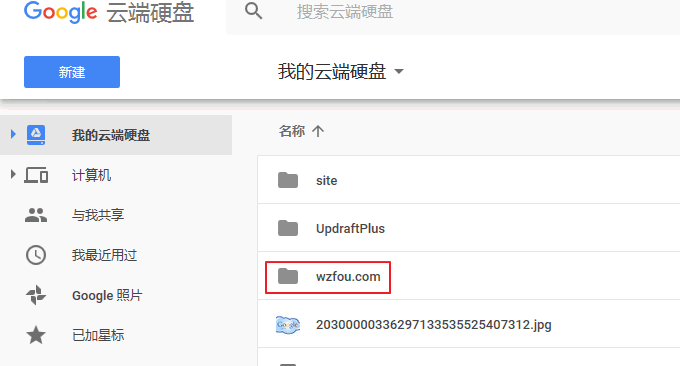 Google 云端硬盘
搜索云端硬盘
新建
我的云端硬盘
我的云端硬盘
计算机
与我共享
我最近用过
Google 照片
已加星标
名称
site
UpdraftPlus
wzfou.com
Google
20300000336297133535525407312.jpg